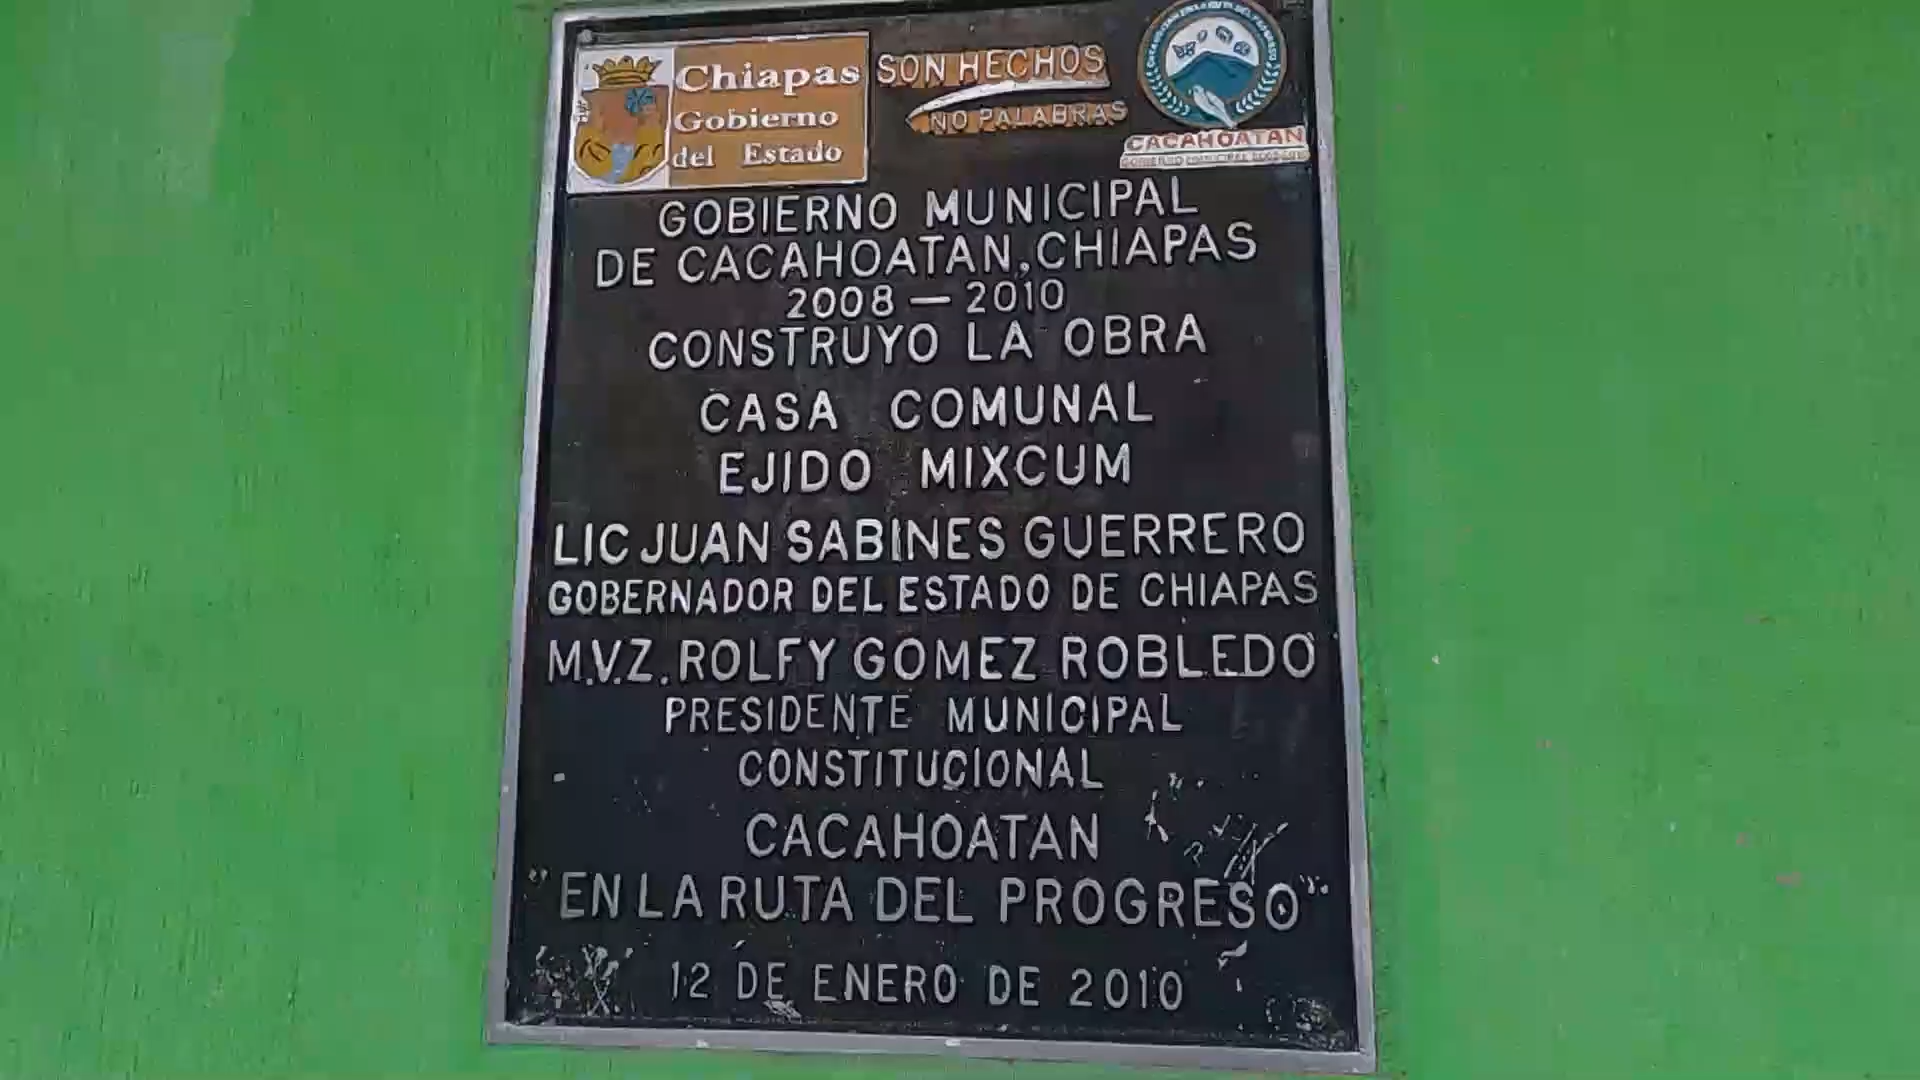 Chiapas
Gobierno
del Estado
SON HECHOS
NO PALABRAS
CACAHOATAN
GOBIERNO MUNICIPAL
DE CACAHOATAN, CHIAPAS
2008 — 2010
CONSTRUYO LA OBRA
CASA COMUNAL
EJIDO MIXCUM
LIC JUAN SABINES GUERRERO
GOBERNADOR DEL ESTADO DE CHIAPAS
M.V.Z. ROLFY GOMEZ ROBLEDO
PRESIDENTE MUNICIPAL
CONSTITUCIONAL
CACAHOATAN
"EN LA RUTA DEL PROGRESO"
12 DE ENERO DE 2010